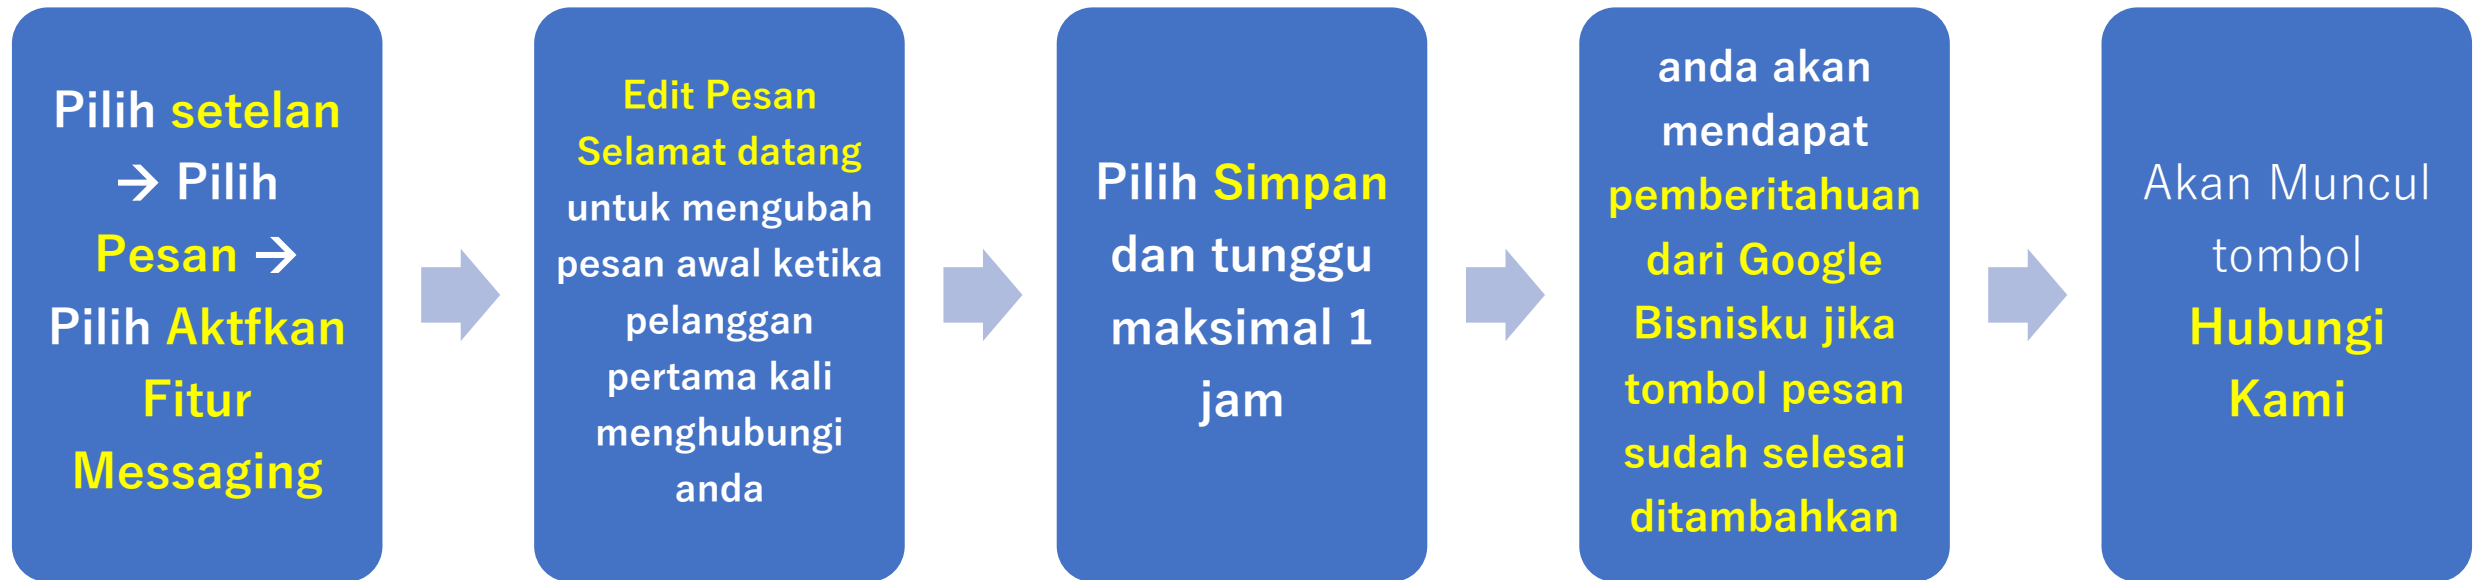 Pilih setelan
→ Pilih
Pesan →
Pilih Aktfkan
Fitur
Messaging
Edit Pesan
Selamat datang
untuk mengubah
pesan awal ketika
pelanggan
pertama kali
menghubungi
anda
Pilih Simpan
dan tunggu
maksimal 1
jam
anda akan
mendapat
pemberitahuan
dari Google
Bisnisku jika
tombol pesan
sudah selesai
ditambahkan
Akan Muncul
tombol
Hubungi
Kami